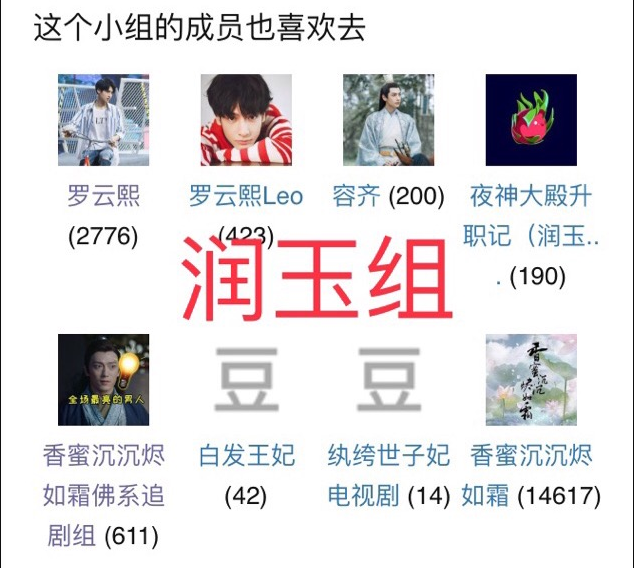 这个小组的成员也喜欢去
罗云熙
(2776)
罗云熙Leo
(423)
容齐 (200)
夜神大殿升
职记（润玉..
. (190)
润玉组
全场最亮的男人
香蜜沉沉烬
如霜佛系追
剧组 (611)
豆
白发王妃
(42)
豆
纨绔世子妃
电视剧 (14)
香蜜沉沉
烬如霜
香蜜沉沉烬
如霜 (14617)